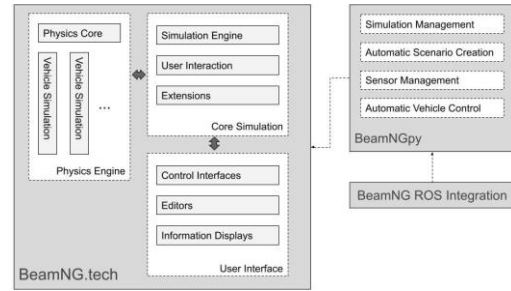 Physics Core
Vehicle Simulation
Vehicle Simulation
...
Physics Engine
Simulation Engine
User Interaction
Extensions
Core Simulation
Control Interfaces
Editors
Information Displays
User Interface
BeamNG.tech
Simulation Management
Automatic Scenario Creation
Sensor Management
Automatic Vehicle Control
BeamNGpy
BeamNG ROS Integration